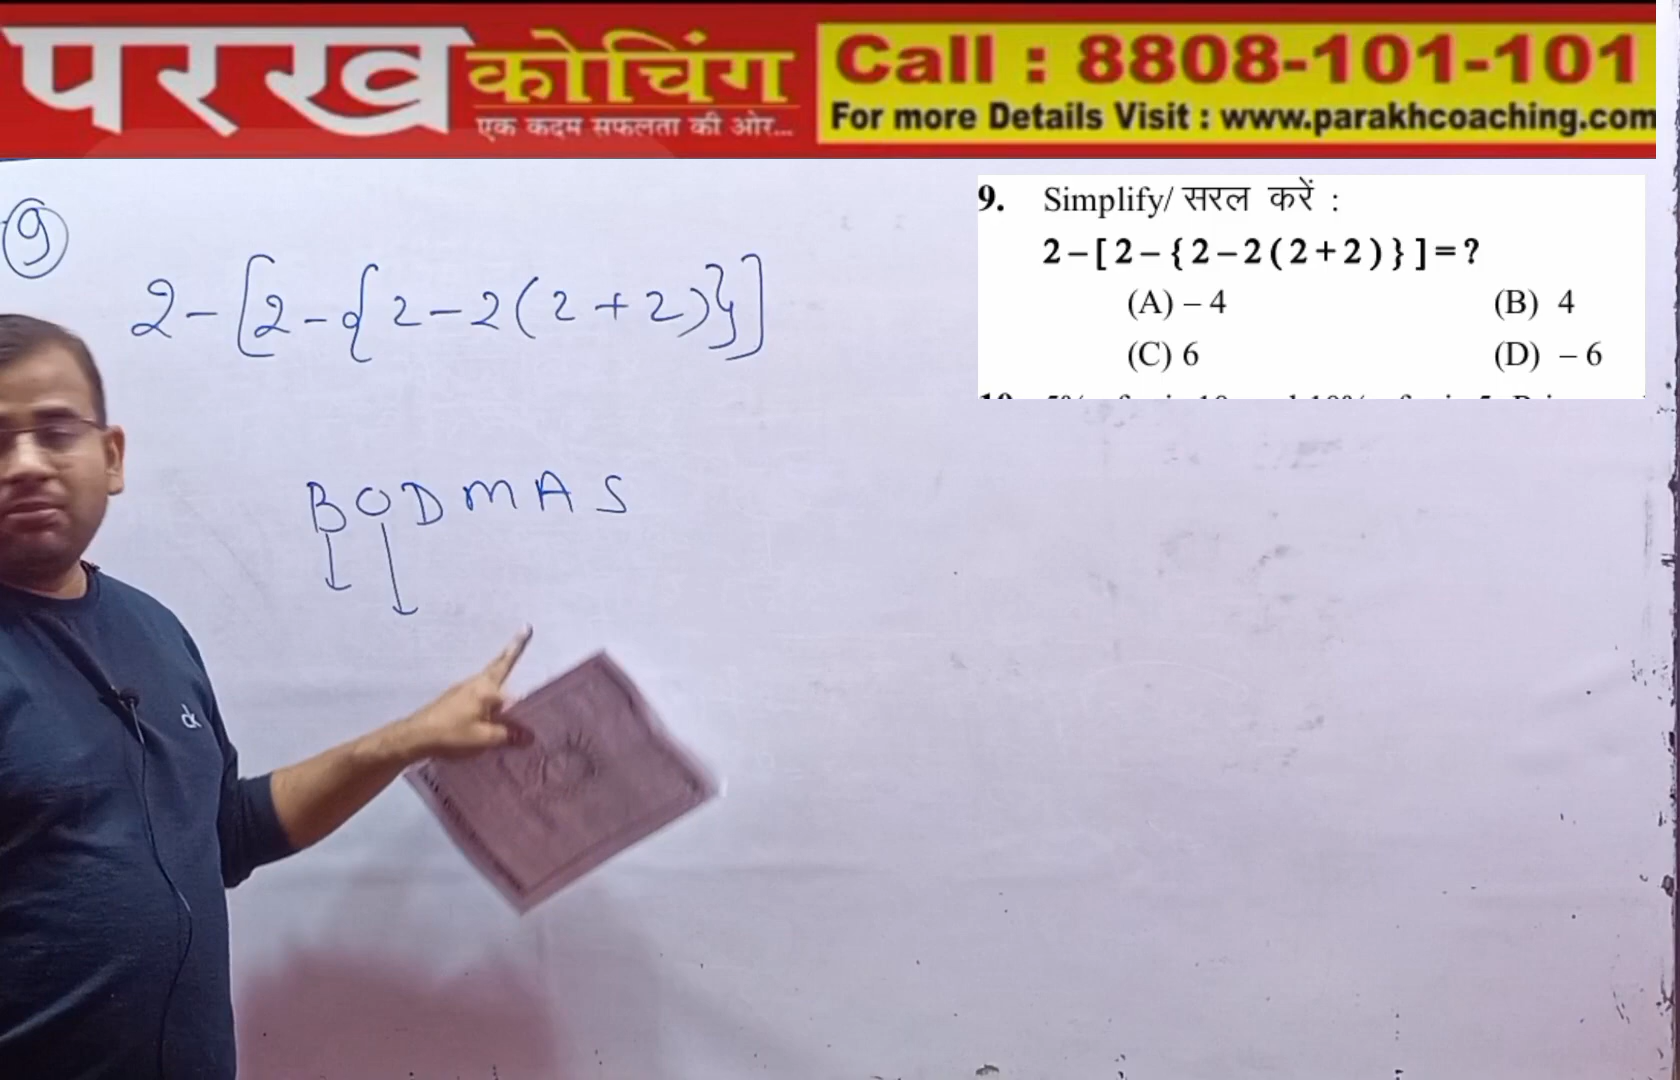 परख कोचिंग
एक कदम सफलता की ओर...
Call : 8808-101-101
For more Details Visit : www.parakhcoaching.com
9
2-[2-{2-2(2+2)}]
BODMAS
dk
9. Simplify/ सरल करें :
2–[2–{2–2(2+2)}]=?
(A) – 4 (B) 4
(C) 6 (D) – 6